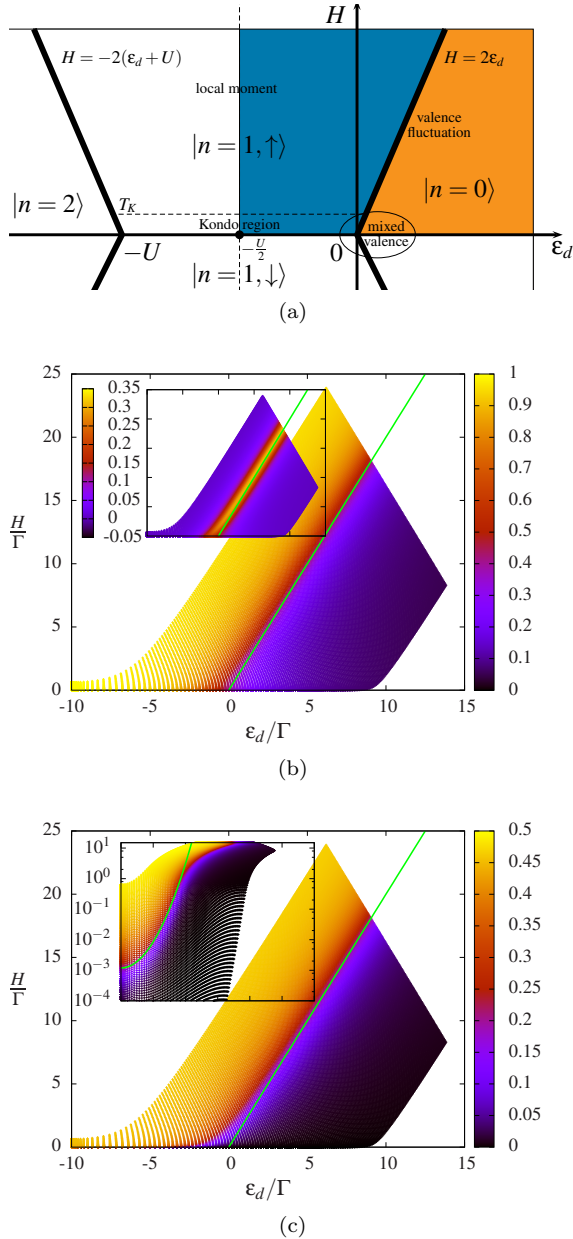 H
H = −2(ε_d + U)
H = 2ε_d
local moment
valence
fluctuation
|n = 1,↑⟩
|n = 2⟩
|n = 0⟩
T_K
Kondo region
mixed
valence
−U
−U/2
0
ε_d
|n = 1,↓⟩
(a)
25
20
15
10
5
0
H/Γ
-10
-5
0
5
10
15
ε_d/Γ
0.35
0.3
0.25
0.2
0.15
0.1
0.05
0
-0.05
1
0.9
0.8
0.7
0.6
0.5
0.4
0.3
0.2
0.1
0
(b)
25
20
15
10
5
0
H/Γ
-10
-5
0
5
10
15
ε_d/Γ
10^1
10^0
10^-1
10^-2
10^-3
10^-4
0.5
0.45
0.4
0.35
0.3
0.25
0.2
0.15
0.1
0.05
0
(c)